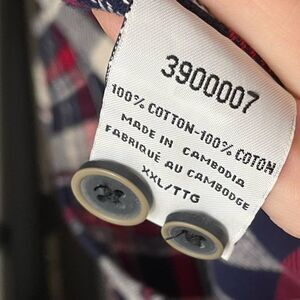 3900007
100% COTTON-100% COTON
MADE IN CAMBODIA
FABRIQUÉ AU CAMBODGE
XXL/TTG